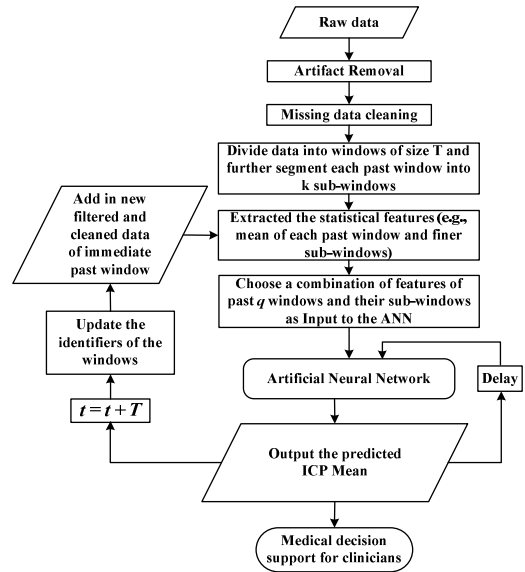 Raw data
Artifact Removal
Missing data cleaning
Divide data into windows of size T and
further segment each past window into
k sub-windows
Add in new
filtered and
cleaned data
of immediate
past window
Extracted the statistical features (e.g.,
mean of each past window and finer
sub-windows)
Choose a combination of features of
past q windows and their sub-windows
as Input to the ANN
Update the
identifiers of the
windows
Artificial Neural Network
Delay
t = t + T
Output the predicted
ICP Mean
Medical decision
support for clinicians